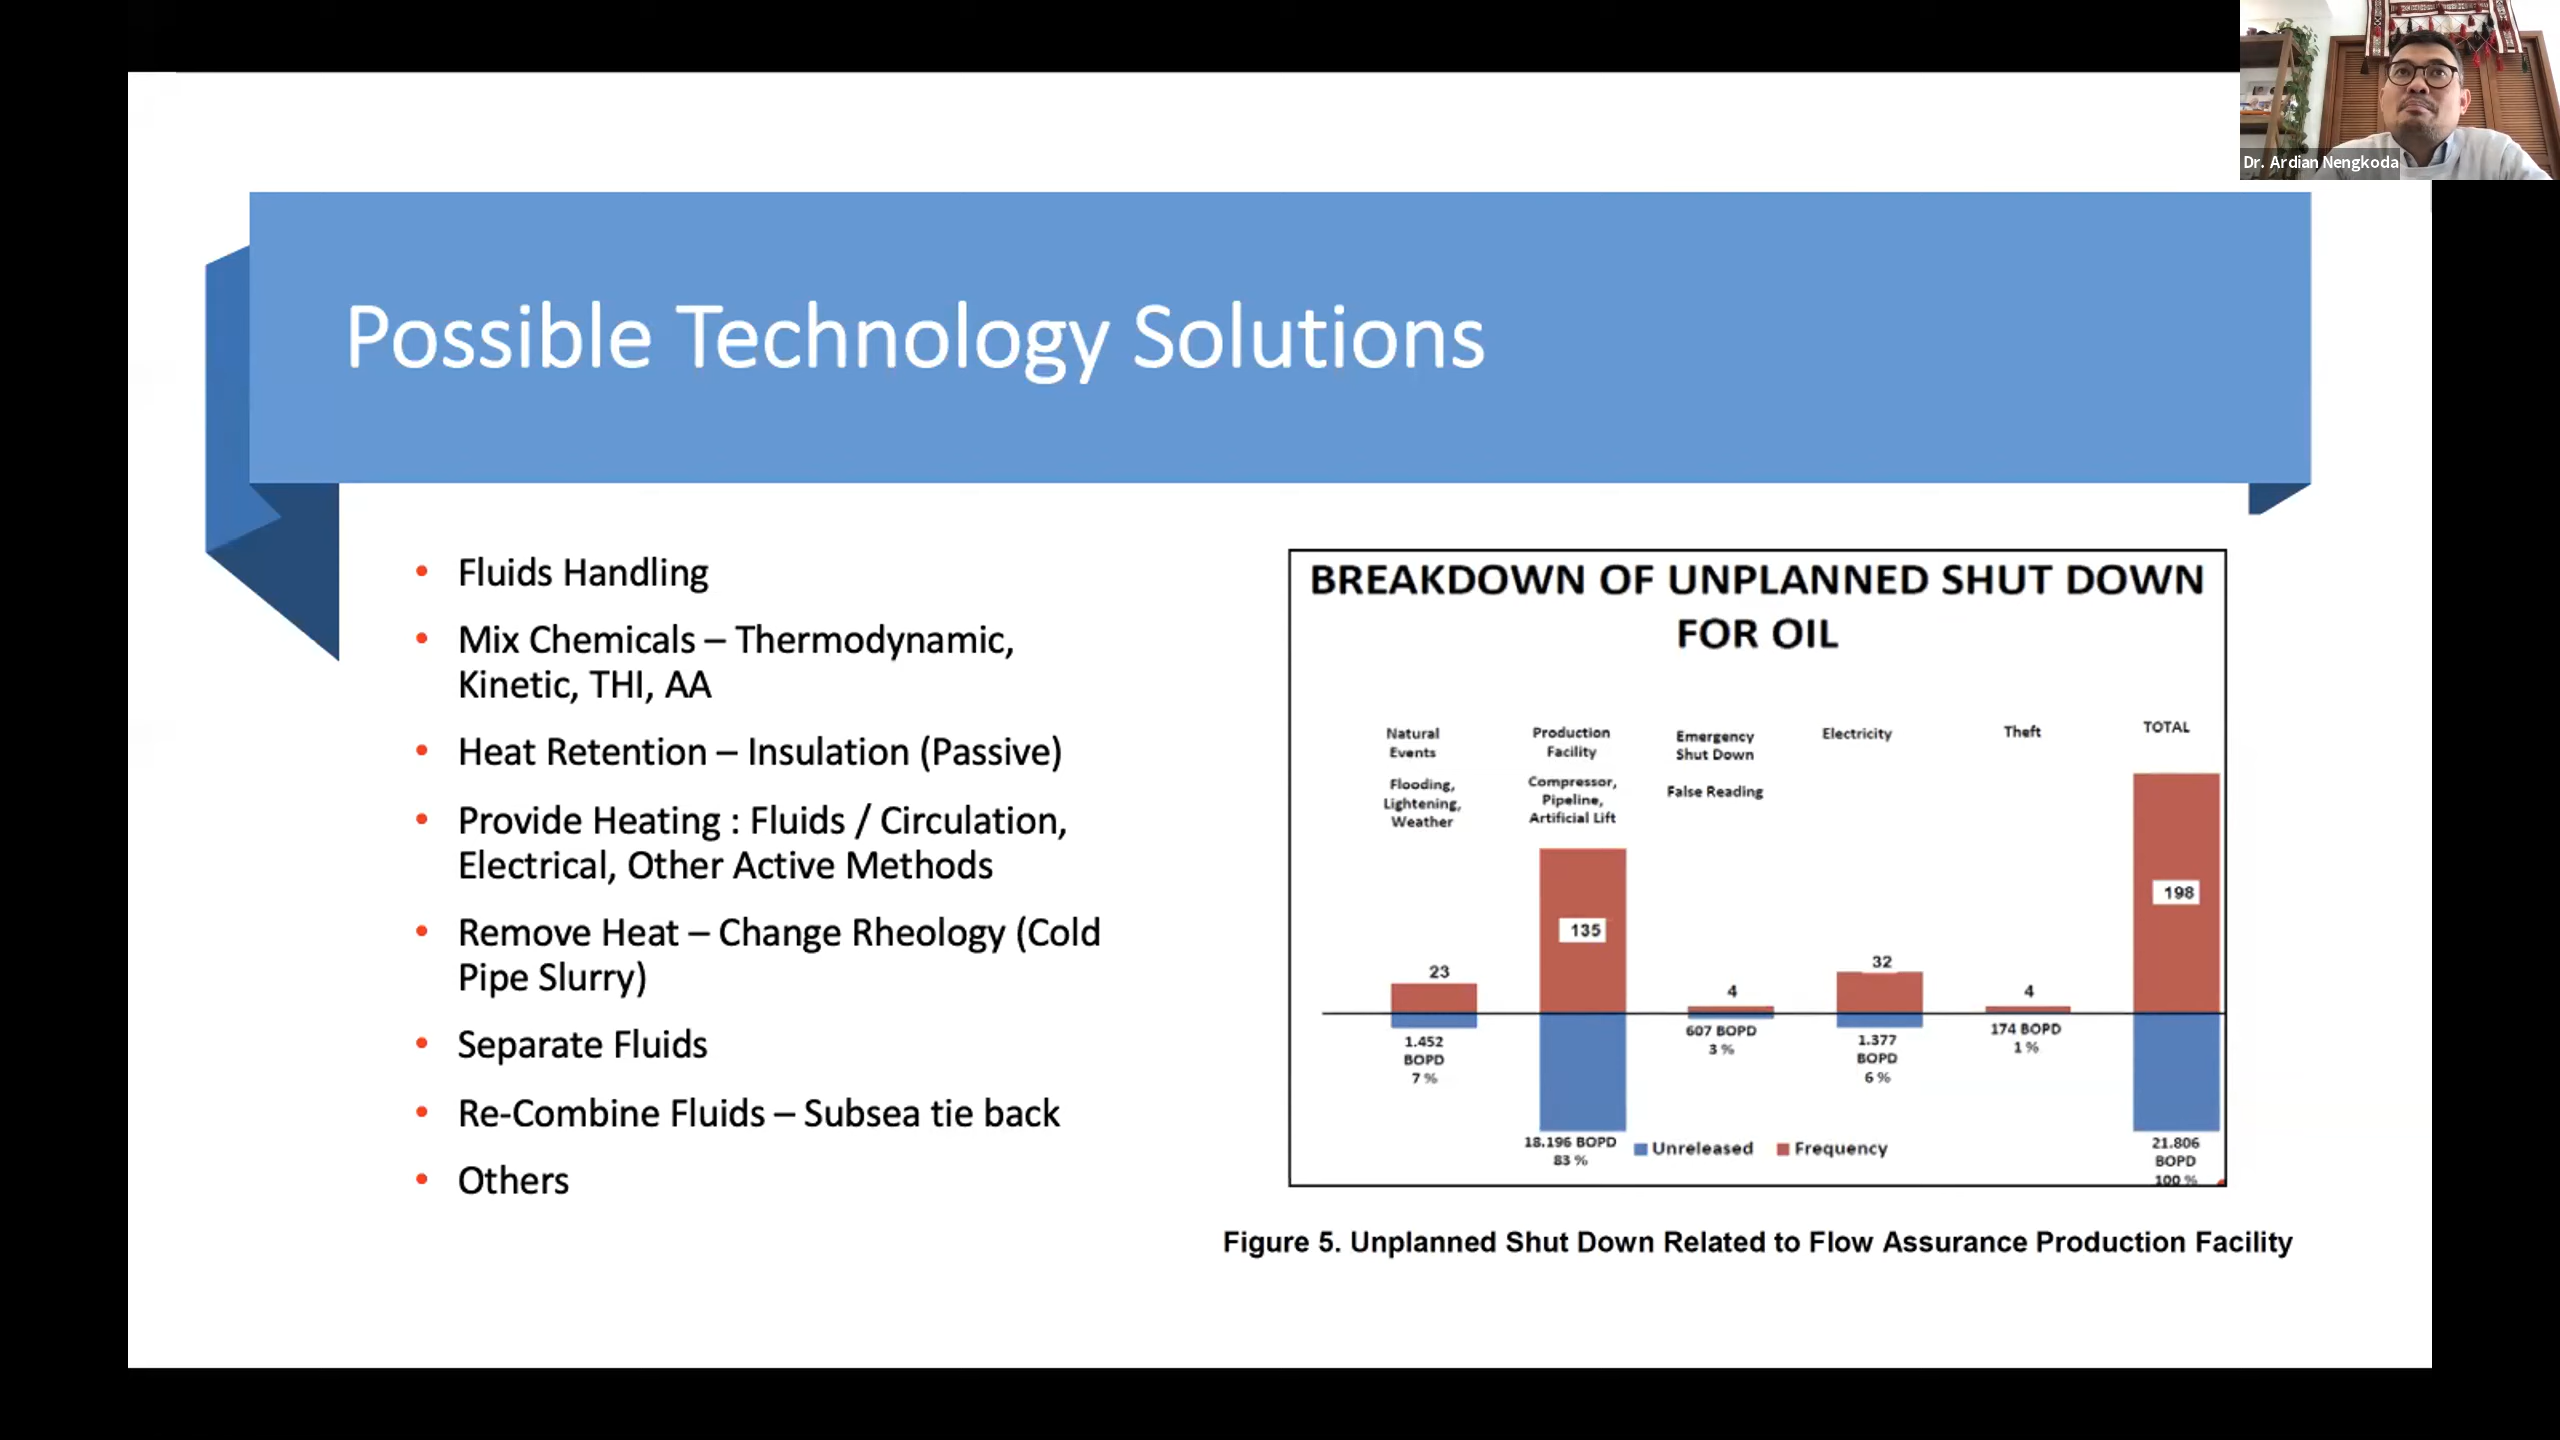 Dr. Ardian Nengkoda
Possible Technology Solutions
• Fluids Handling
• Mix Chemicals – Thermodynamic,
Kinetic, THI, AA
• Heat Retention – Insulation (Passive)
• Provide Heating : Fluids / Circulation,
Electrical, Other Active Methods
• Remove Heat – Change Rheology (Cold
Pipe Slurry)
• Separate Fluids
• Re-Combine Fluids – Subsea tie back
• Others
BREAKDOWN OF UNPLANNED SHUT DOWN
FOR OIL
Natural
Events
Flooding,
Lightening,
Weather
23
1.452
BOPD
7 %
Production
Facility
Compressor,
Pipeline,
Artificial Lift
135
18.196 BOPD
83 %
Emergency
Shut Down
False Reading
4
607 BOPD
3 %
Electricity
32
1.377
BOPD
6 %
Theft
4
174 BOPD
1 %
TOTAL
198
21.806
BOPD
100 %
Unreleased
Frequency
Figure 5. Unplanned Shut Down Related to Flow Assurance Production Facility